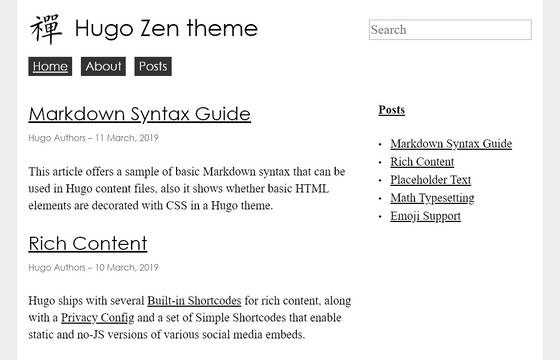 禪 Hugo Zen theme
Search
Home About Posts
Markdown Syntax Guide
Hugo Authors – 11 March, 2019
This article offers a sample of basic Markdown syntax that can be
used in Hugo content files, also it shows whether basic HTML
elements are decorated with CSS in a Hugo theme.
Rich Content
Hugo Authors – 10 March, 2019
Hugo ships with several Built-in Shortcodes for rich content, along
with a Privacy Config and a set of Simple Shortcodes that enable
static and no-JS versions of various social media embeds.
Posts
• Markdown Syntax Guide
• Rich Content
• Placeholder Text
• Math Typesetting
• Emoji Support